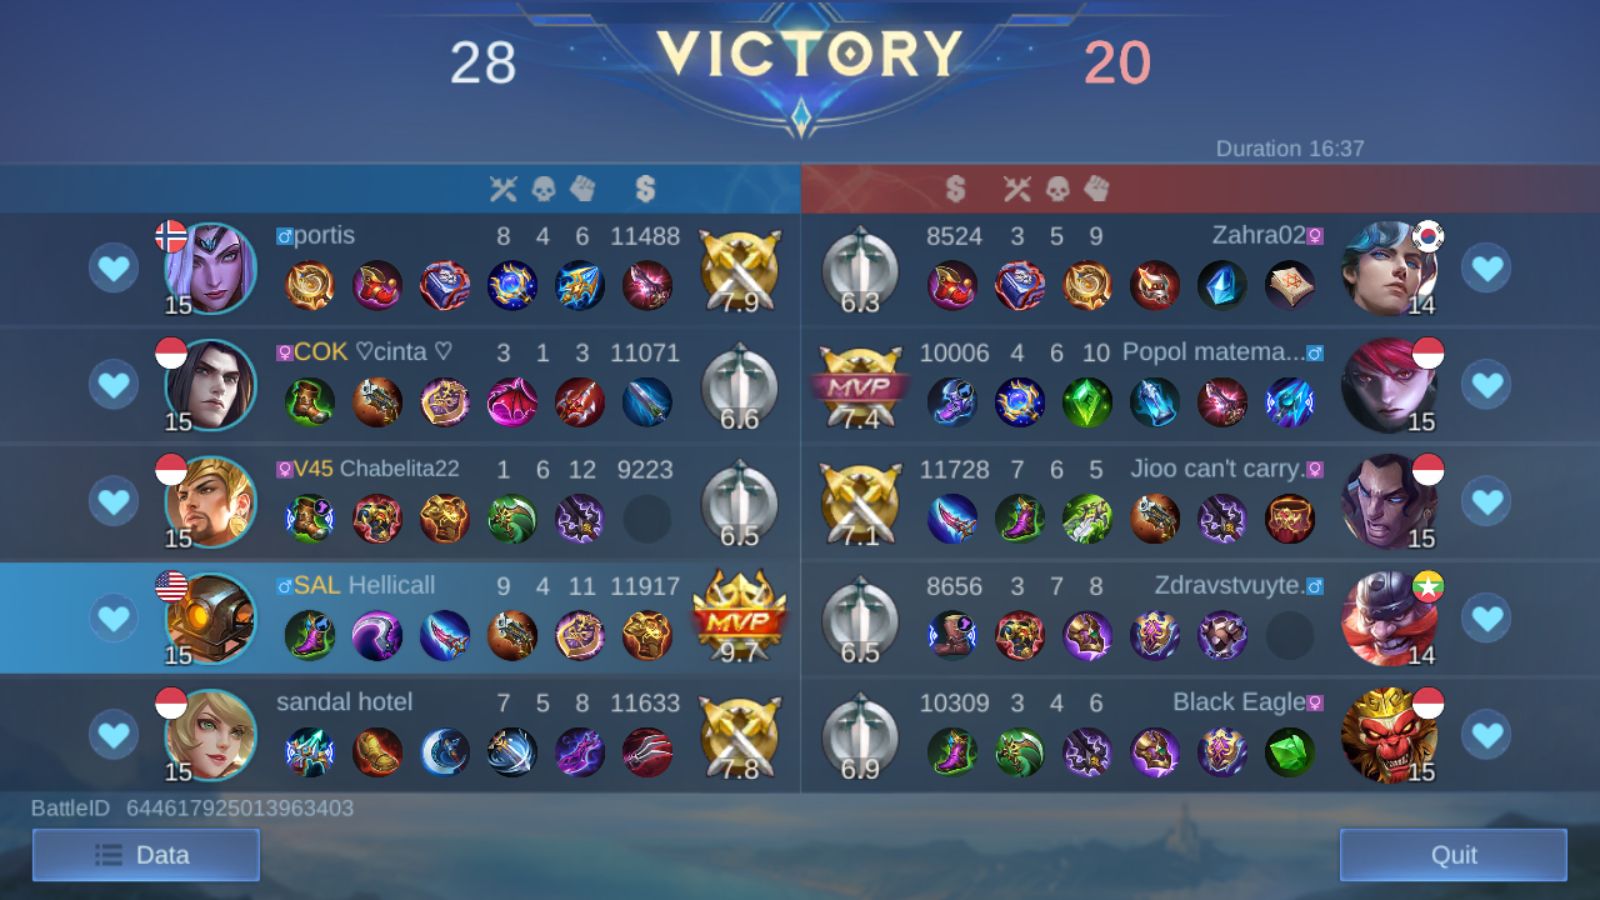 28 VICTORY 20
Duration 16:37
portis 8 4 6 11488 7.9 15
6.3 8524 3 5 9 Zahra02 14
COK ♡cinta ♡ 3 1 3 11071 6.6 15
MVP 7.4 10006 4 6 10 Popol matema... 15
V45 Chabelita22 1 6 12 9223 6.5 15
7.1 11728 7 6 5 Jioo can't carry. 15
SAL Hellicall 9 4 11 11917 MVP 9.7 15
6.5 8656 3 7 8 Zdravstvuyte. 14
sandal hotel 7 5 8 11633 7.8 15
6.9 10309 3 4 6 Black Eagle 15
BattleID 644617925013963403
Data
Quit